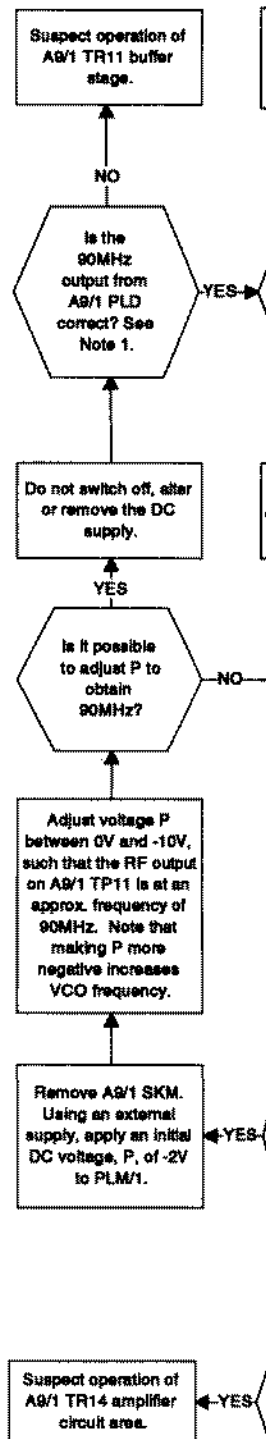 Suspect operation of
A9/1 TR11 buffer
stage.
NO
Is the
90MHz
output from
A9/1 PLD
correct? See
Note 1.
YES
Do not switch off, alter
or remove the DC
supply.
YES
Is it possible
to adjust P to
obtain
90MHz?
NO
Adjust voltage P
between 0V and -10V,
such that the RF output
on A9/1 TP11 is at an
approx. frequency of
90MHz. Note that
making P more
negative increases
VCO frequency.
Remove A9/1 SKM.
Using an external
supply, apply an initial
DC voltage, P, of -2V
to PLM/1.
YES
Suspect operation of
A9/1 TR14 amplifier
circuit area.
YES